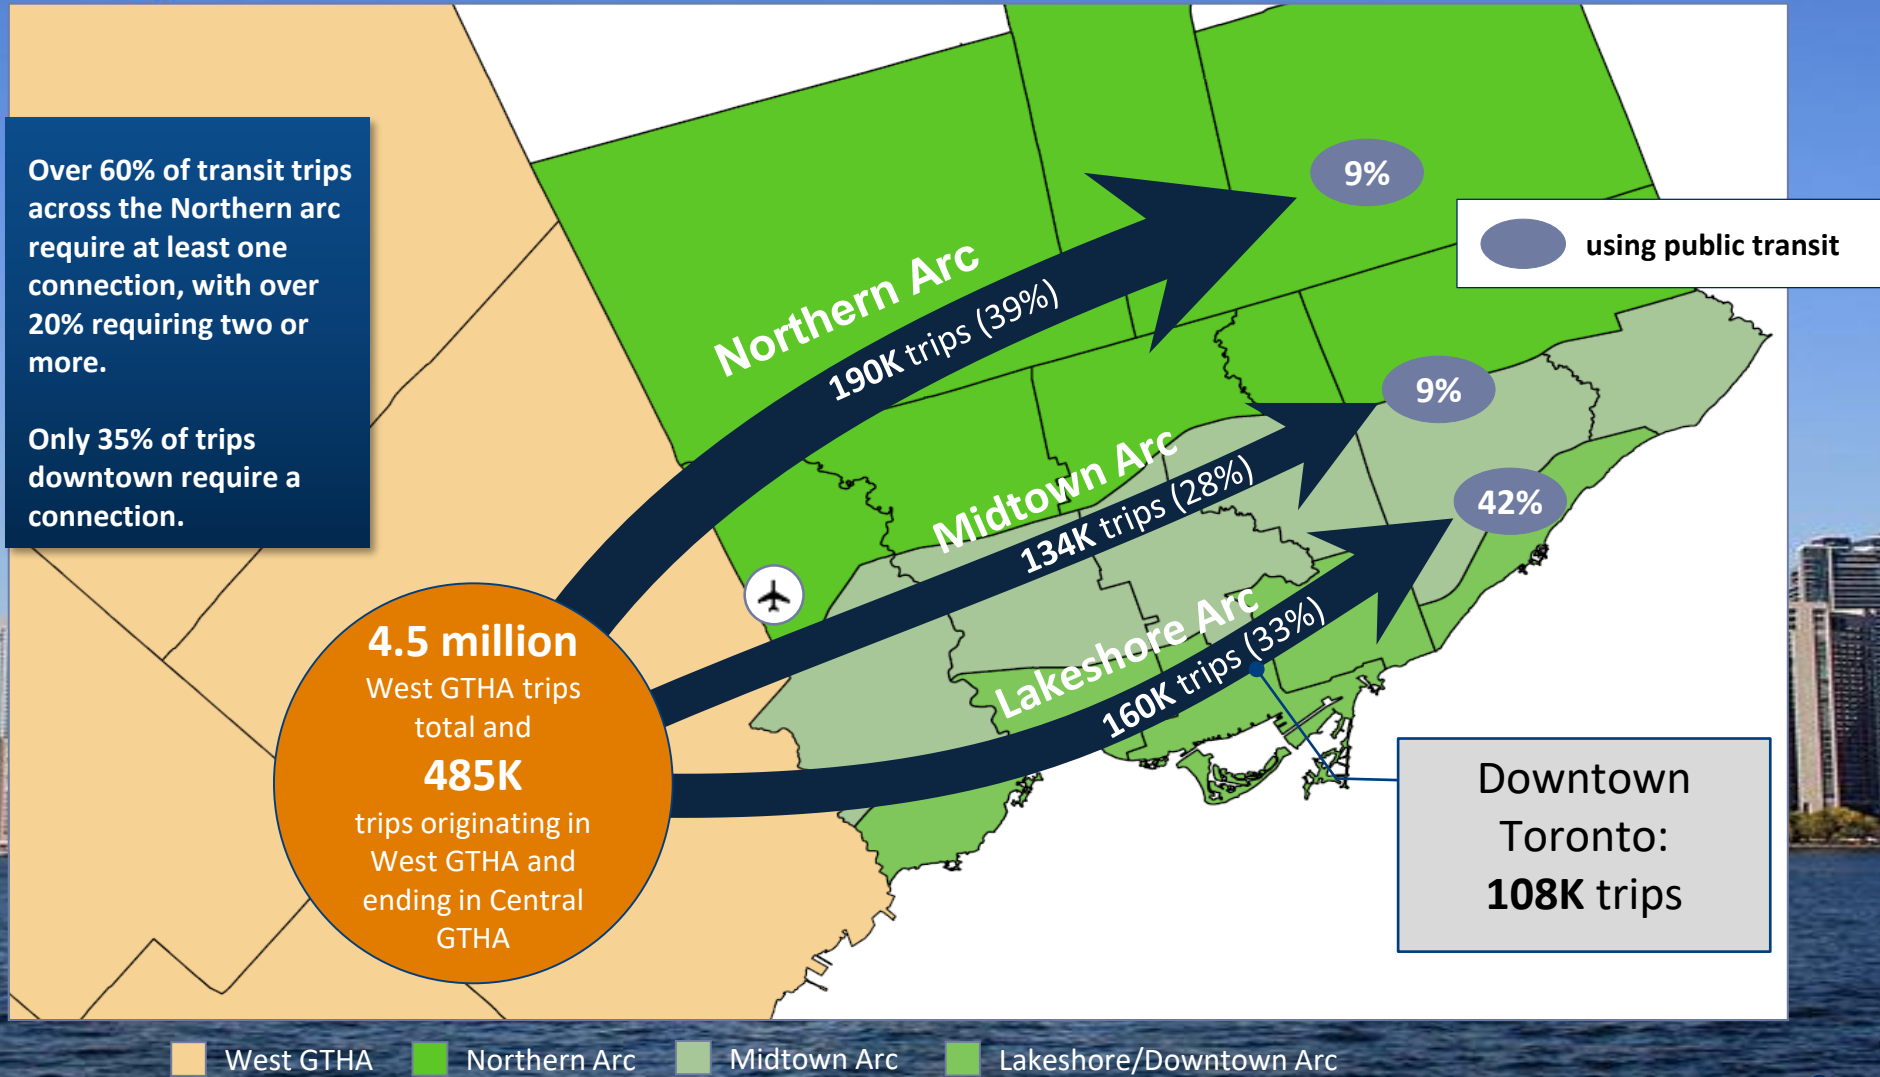 Over 60% of transit trips
across the Northern arc
require at least one
connection, with over
20% requiring two or
more.
Only 35% of trips
downtown require a
connection.
9%
using public transit
Northern Arc
190K trips (39%)
9%
Midtown Arc
134K trips (28%)
42%
Lakeshore Arc
160K trips (33%)
4.5 million
West GTHA trips
total and
485K
trips originating in
West GTHA and
ending in Central
GTHA
Downtown
Toronto:
108K trips
West GTHA
Northern Arc
Midtown Arc
Lakeshore/Downtown Arc